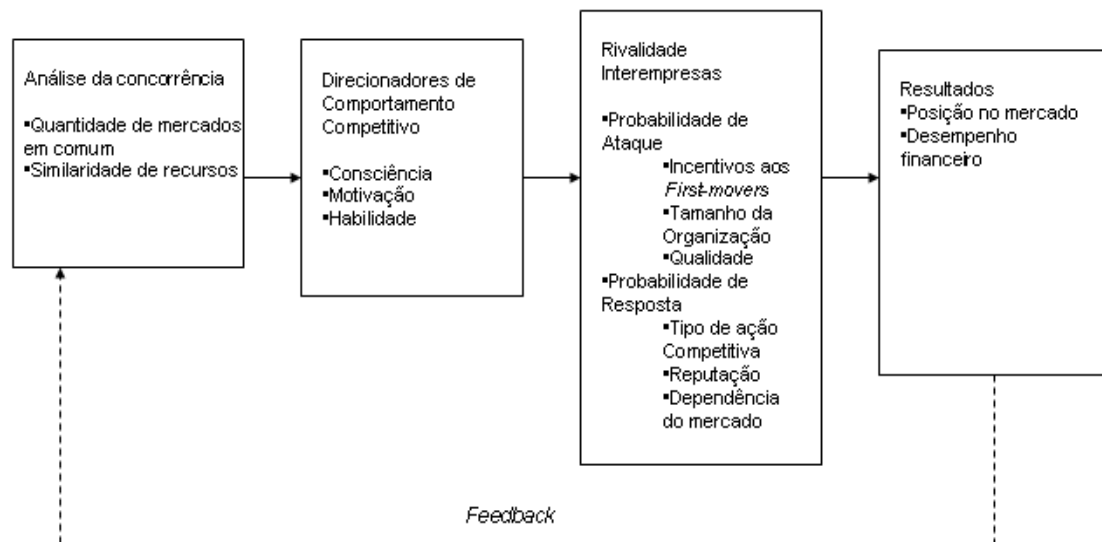 Análise da concorrência
▪Quantidade de mercados
em comum
▪Similaridade de recursos
Direcionadores de
Comportamento
Competitivo
▪Consciência
▪Motivação
▪Habilidade
Rivalidade
Interempresas
▪Probabilidade de
Ataque
▪Incentivos aos
First-movers
▪Tamanho da
Organização
▪Qualidade
▪Probabilidade de
Resposta
▪Tipo de ação
Competitiva
▪Reputação
▪Dependência
do mercado
Resultados
▪Posição no mercado
▪Desempenho
financeiro
Feedback